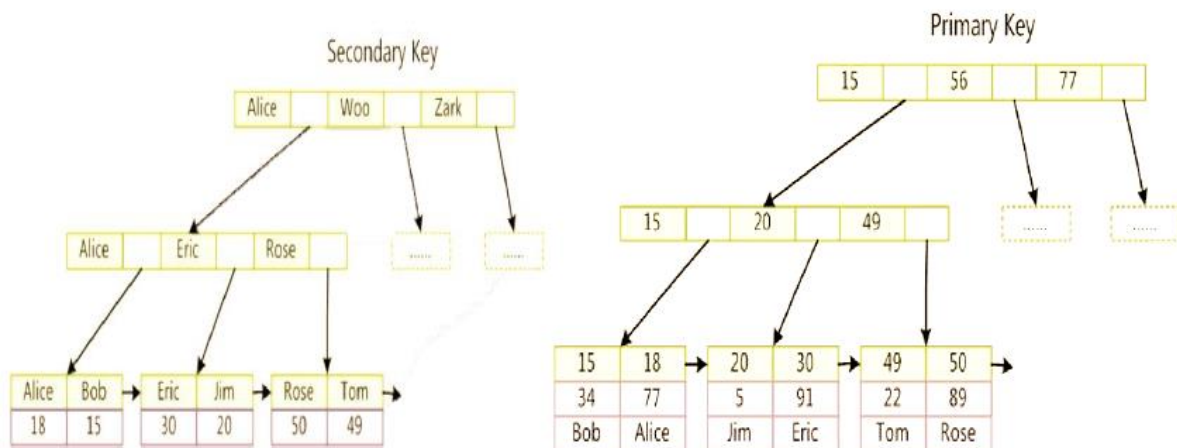 Secondary Key
Alice Woo Zark
Alice Eric Rose
...... ......
Alice Bob Eric Jim Rose Tom
18 15 30 20 50 49
Primary Key
15 56 77
15 20 49
...... ......
15 18 20 30 49 50
34 77 5 91 22 89
Bob Alice Jim Eric Tom Rose